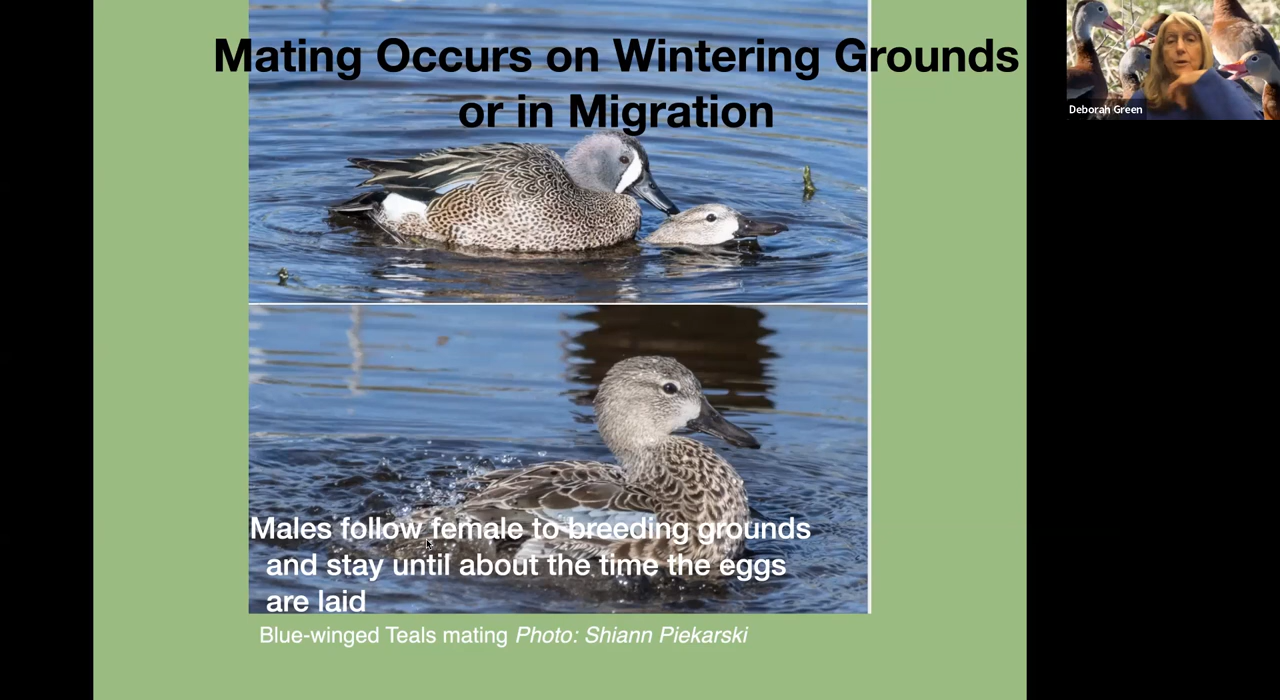 Mating Occurs on Wintering Grounds
or in Migration
Deborah Green
Males follow female to breeding grounds
and stay until about the time the eggs
are laid
Blue-winged Teals mating Photo: Shiann Piekarski